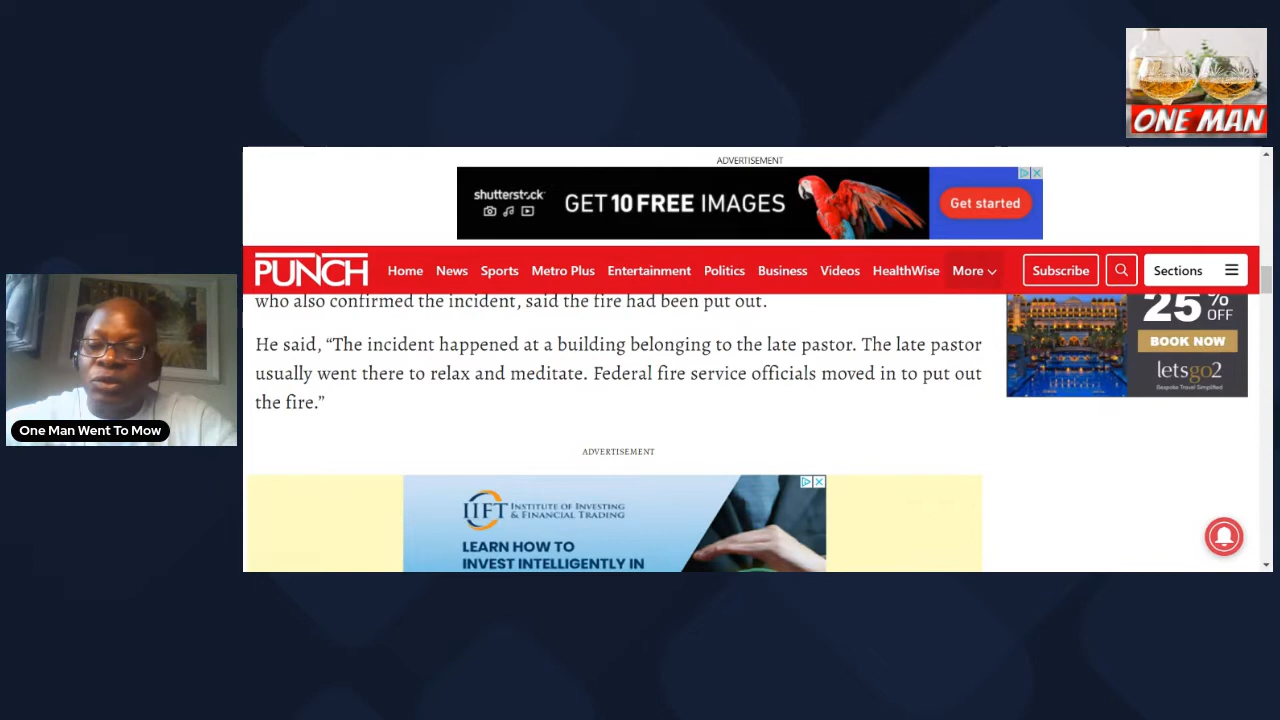 ONE MAN
ADVERTISEMENT
shutterstock
GET 10 FREE IMAGES
Get started
PUNCH
Home News Sports Metro Plus Entertainment Politics Business Videos HealthWise More
Subscribe
Sections
who also confirmed the incident, said the fire had been put out.
He said, “The incident happened at a building belonging to the late pastor. The late pastor
usually went there to relax and meditate. Federal fire service officials moved in to put out
the fire.”
25% OFF
BOOK NOW
letsgo2
Bespoke Travel Simplified
One Man Went To Mow
ADVERTISEMENT
IIFT INSTITUTE OF INVESTING
& FINANCIAL TRADING
LEARN HOW TO
INVEST INTELLIGENTLY IN